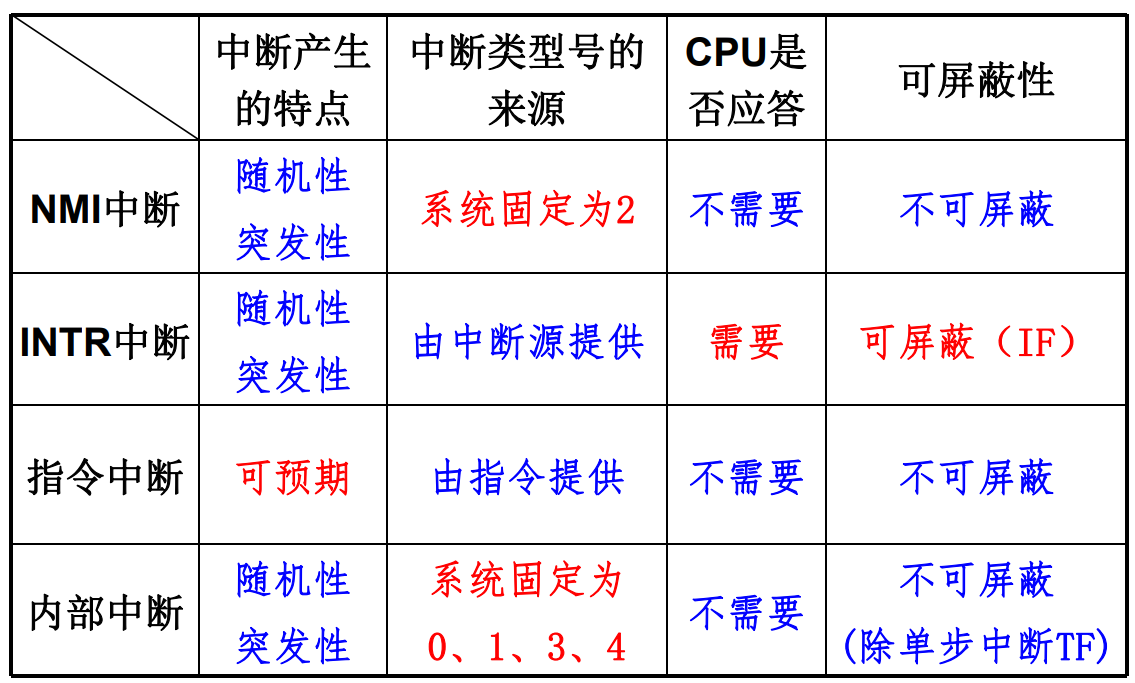 中断产生
的特点
中断类型号的
来源
CPU是
否应答
可屏蔽性
NMI中断
随机性
突发性
系统固定为2
不需要
不可屏蔽
INTR中断
随机性
突发性
由中断源提供
需要
可屏蔽（IF）
指令中断
可预期
由指令提供
不需要
不可屏蔽
内部中断
随机性
突发性
系统固定为
0、1、3、4
不需要
不可屏蔽
(除单步中断TF)